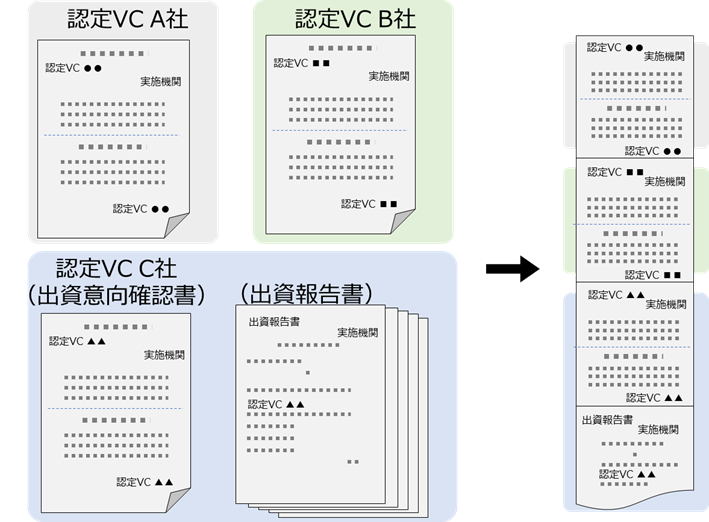 認定VC A社
認定VC ●●
実施機関
認定VC ●●
認定VC B社
認定VC ■■
実施機関
認定VC ■■
認定VC C社
（出資意向確認書）
認定VC ▲▲
実施機関
認定VC ▲▲
（出資報告書）
出資報告書
実施機関
認定VC ▲▲
認定VC ●●
実施機関
認定VC ●●
認定VC ■■
実施機関
認定VC ■■
認定VC ▲▲
実施機関
認定VC ▲▲
出資報告書
実施機関
認定VC ▲▲